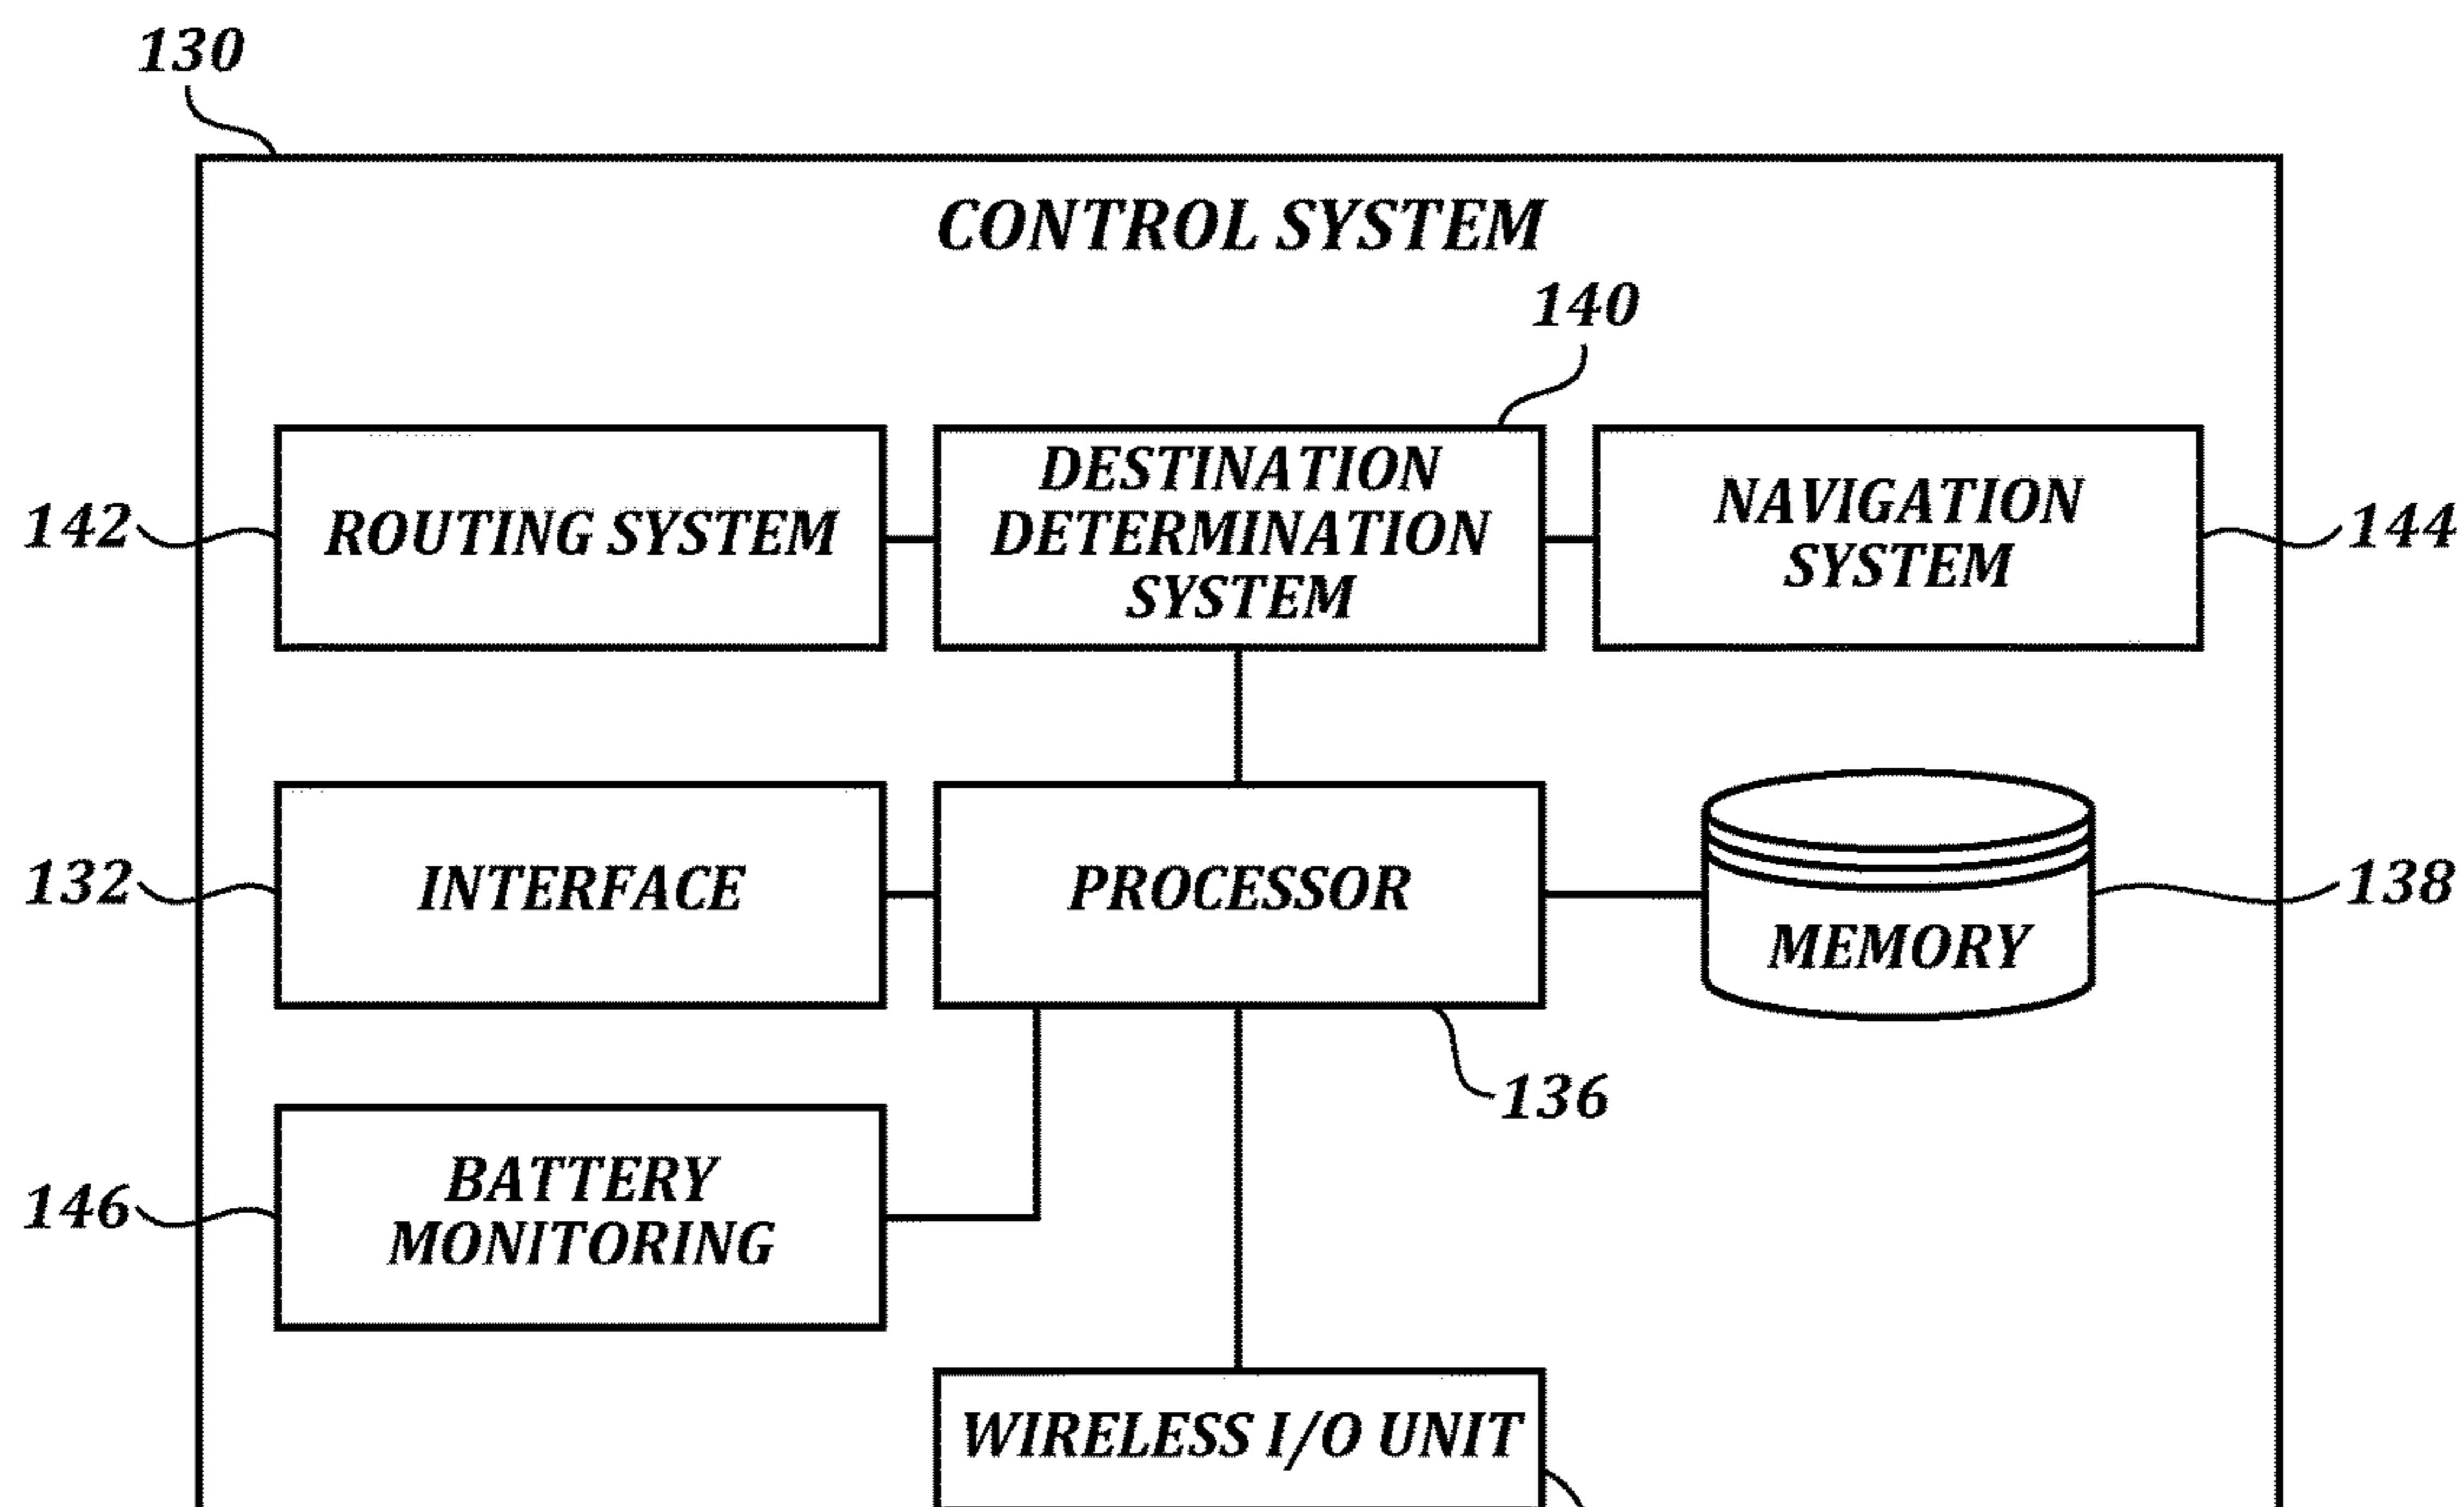 130
CONTROL SYSTEM
140
142
ROUTING SYSTEM
DESTINATION
DETERMINATION
SYSTEM
NAVIGATION
SYSTEM
144
132
INTERFACE
PROCESSOR
MEMORY
138
136
146
BATTERY
MONITORING
WIRELESS I/O UNIT